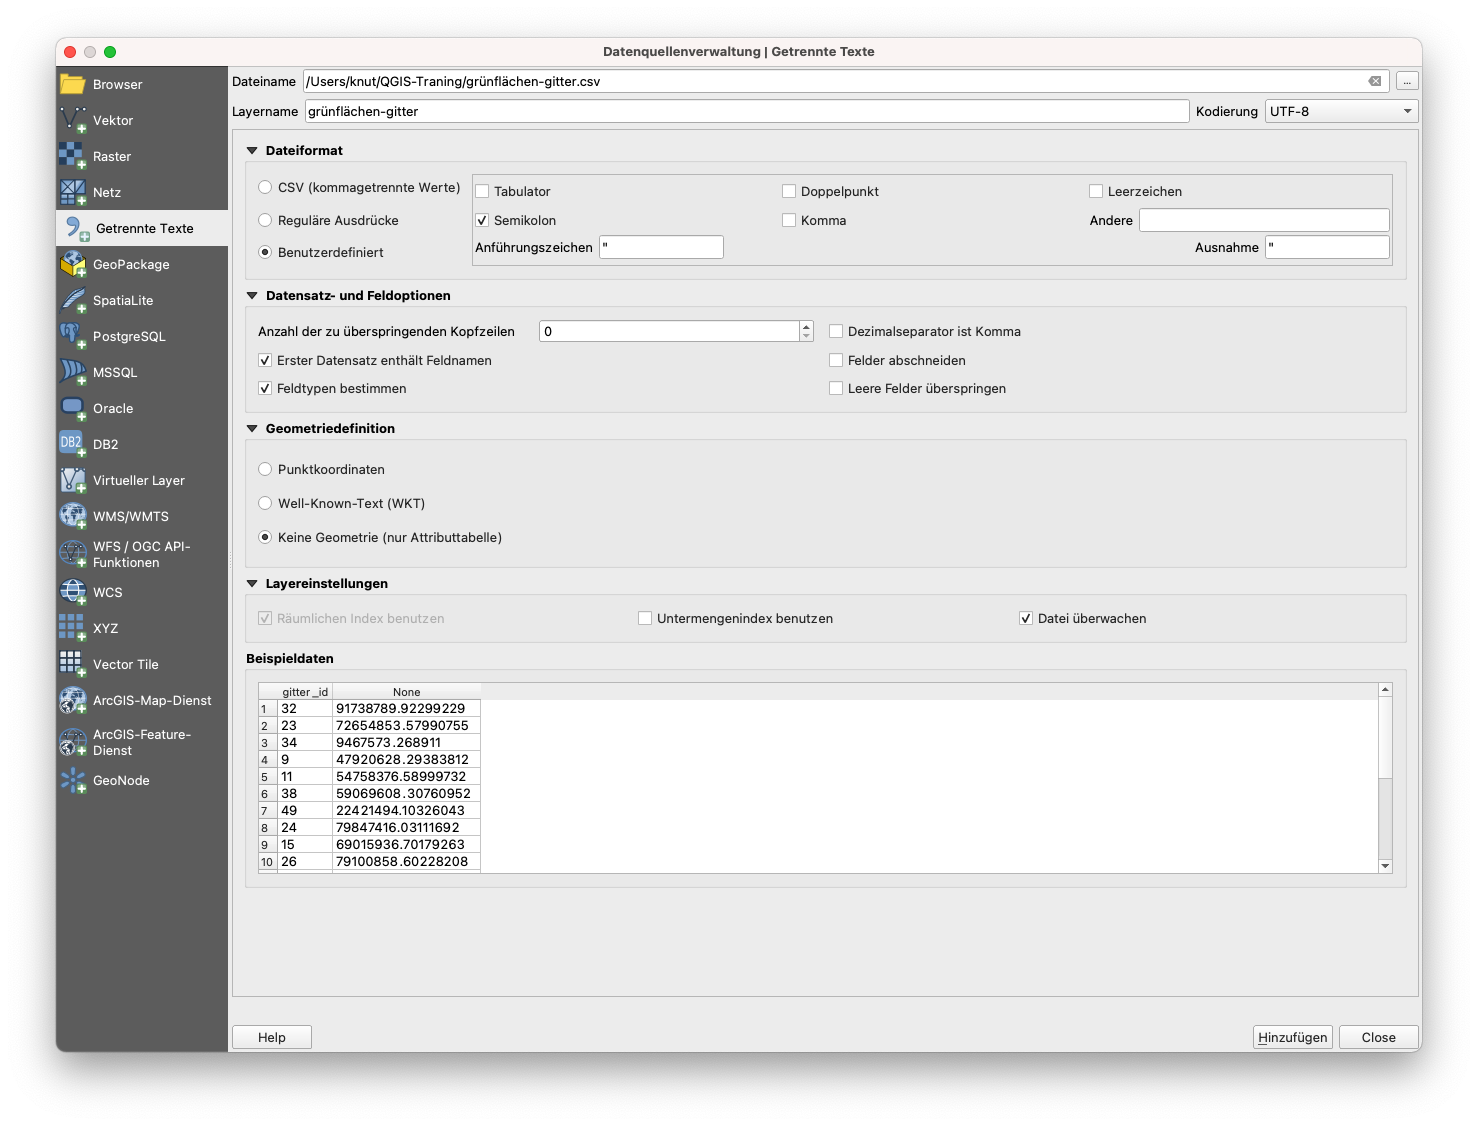 Datenquellenverwaltung | Getrennte Texte
Browser
Vektor
Raster
Netz
Getrennte Texte
GeoPackage
SpatiaLite
PostgreSQL
MSSQL
Oracle
DB2
DB2
Virtueller Layer
WMS/WMTS
WFS / OGC API-
Funktionen
WCS
XYZ
Vector Tile
ArcGIS-Map-Dienst
ArcGIS-Feature-
Dienst
GeoNode
Dateiname /Users/knut/QGIS-Traning/grünflächen-gitter.csv ...
Layername grünflächen-gitter Kodierung UTF-8
Dateiformat
CSV (kommagetrennte Werte) Tabulator Doppelpunkt Leerzeichen
Reguläre Ausdrücke Semikolon Komma Andere
Benutzerdefiniert Anführungszeichen " Ausnahme "
Datensatz- und Feldoptionen
Anzahl der zu überspringenden Kopfzeilen 0 Dezimalseparator ist Komma
Erster Datensatz enthält Feldnamen Felder abschneiden
Feldtypen bestimmen Leere Felder überspringen
Geometriedefinition
Punktkoordinaten
Well-Known-Text (WKT)
Keine Geometrie (nur Attributtabelle)
Layereinstellungen
Räumlichen Index benutzen Untermengenindex benutzen Datei überwachen
Beispieldaten
gitter_id None
1 32 91738789.92299229
2 23 72654853.57990755
3 34 9467573.268911
4 9 47920628.29383812
5 11 54758376.58999732
6 38 59069608.30760952
7 49 22421494.10326043
8 24 79847416.03111692
9 15 69015936.70179263
10 26 79100858.60228208
Help Hinzufügen Close